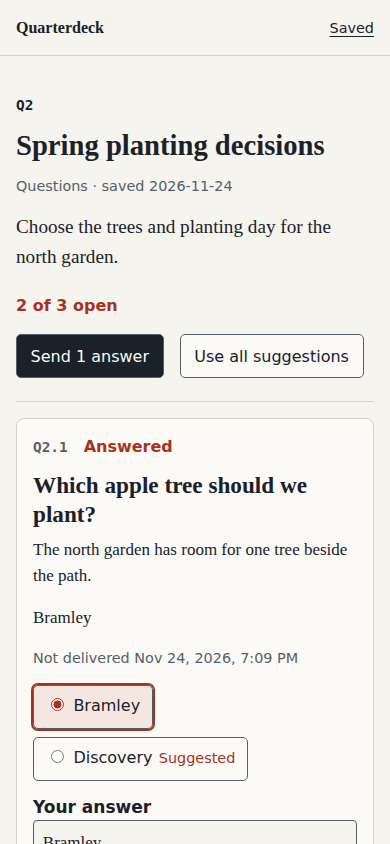 Quarterdeck
Saved
Q2
Spring planting decisions
Questions · saved 2026-11-24
Choose the trees and planting day for the
north garden.
2 of 3 open
Send 1 answer
Use all suggestions
Q2.1 Answered
Which apple tree should we
plant?
The north garden has room for one tree beside
the path.
Bramley
Not delivered Nov 24, 2026, 7:09 PM
Bramley
Discovery Suggested
Your answer
Bramley